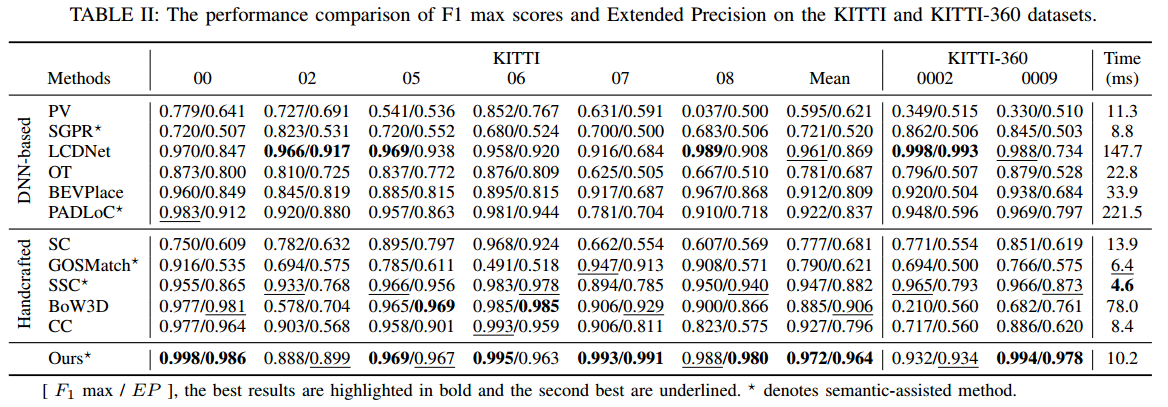 TABLE II: The performance comparison of F1 max scores and Extended Precision on the KITTI and KITTI-360 datasets.
Methods KITTI KITTI-360 Time
00 02 05 06 07 08 Mean 0002 0009 (ms)
DNN-based
PV 0.779/0.641 0.727/0.691 0.541/0.536 0.852/0.767 0.631/0.591 0.037/0.500 0.595/0.621 0.349/0.515 0.330/0.510 11.3
SGPR* 0.720/0.507 0.823/0.531 0.720/0.552 0.680/0.524 0.700/0.500 0.683/0.506 0.721/0.520 0.862/0.506 0.845/0.503 8.8
LCDNet 0.970/0.847 0.966/0.917 0.969/0.938 0.958/0.920 0.916/0.684 0.989/0.908 0.961/0.869 0.998/0.993 0.988/0.734 147.7
OT 0.873/0.800 0.810/0.725 0.837/0.772 0.876/0.809 0.625/0.505 0.667/0.510 0.781/0.687 0.796/0.507 0.879/0.528 22.8
BEVPlace 0.960/0.849 0.845/0.819 0.885/0.815 0.895/0.815 0.917/0.687 0.967/0.868 0.912/0.809 0.920/0.504 0.938/0.684 33.9
PADLoC* 0.983/0.912 0.920/0.880 0.957/0.863 0.981/0.944 0.781/0.704 0.910/0.718 0.922/0.837 0.948/0.596 0.969/0.797 221.5
Handcrafted
SC 0.750/0.609 0.782/0.632 0.895/0.797 0.968/0.924 0.662/0.554 0.607/0.569 0.777/0.681 0.771/0.554 0.851/0.619 13.9
GOSMatch* 0.916/0.535 0.694/0.575 0.785/0.611 0.491/0.518 0.947/0.913 0.908/0.571 0.790/0.621 0.694/0.500 0.766/0.575 6.4
SSC* 0.955/0.865 0.933/0.768 0.966/0.956 0.983/0.978 0.894/0.785 0.950/0.940 0.947/0.882 0.965/0.793 0.966/0.873 4.6
BoW3D 0.977/0.981 0.578/0.704 0.965/0.969 0.985/0.985 0.906/0.929 0.900/0.866 0.885/0.906 0.210/0.560 0.682/0.761 78.0
CC 0.977/0.964 0.903/0.568 0.958/0.901 0.993/0.959 0.906/0.811 0.823/0.575 0.927/0.796 0.717/0.560 0.886/0.620 8.4
Ours* 0.998/0.986 0.888/0.899 0.969/0.967 0.995/0.963 0.993/0.991 0.988/0.980 0.972/0.964 0.932/0.934 0.994/0.978 10.2
[ F1 max / EP ], the best results are highlighted in bold and the second best are underlined. * denotes semantic-assisted method.